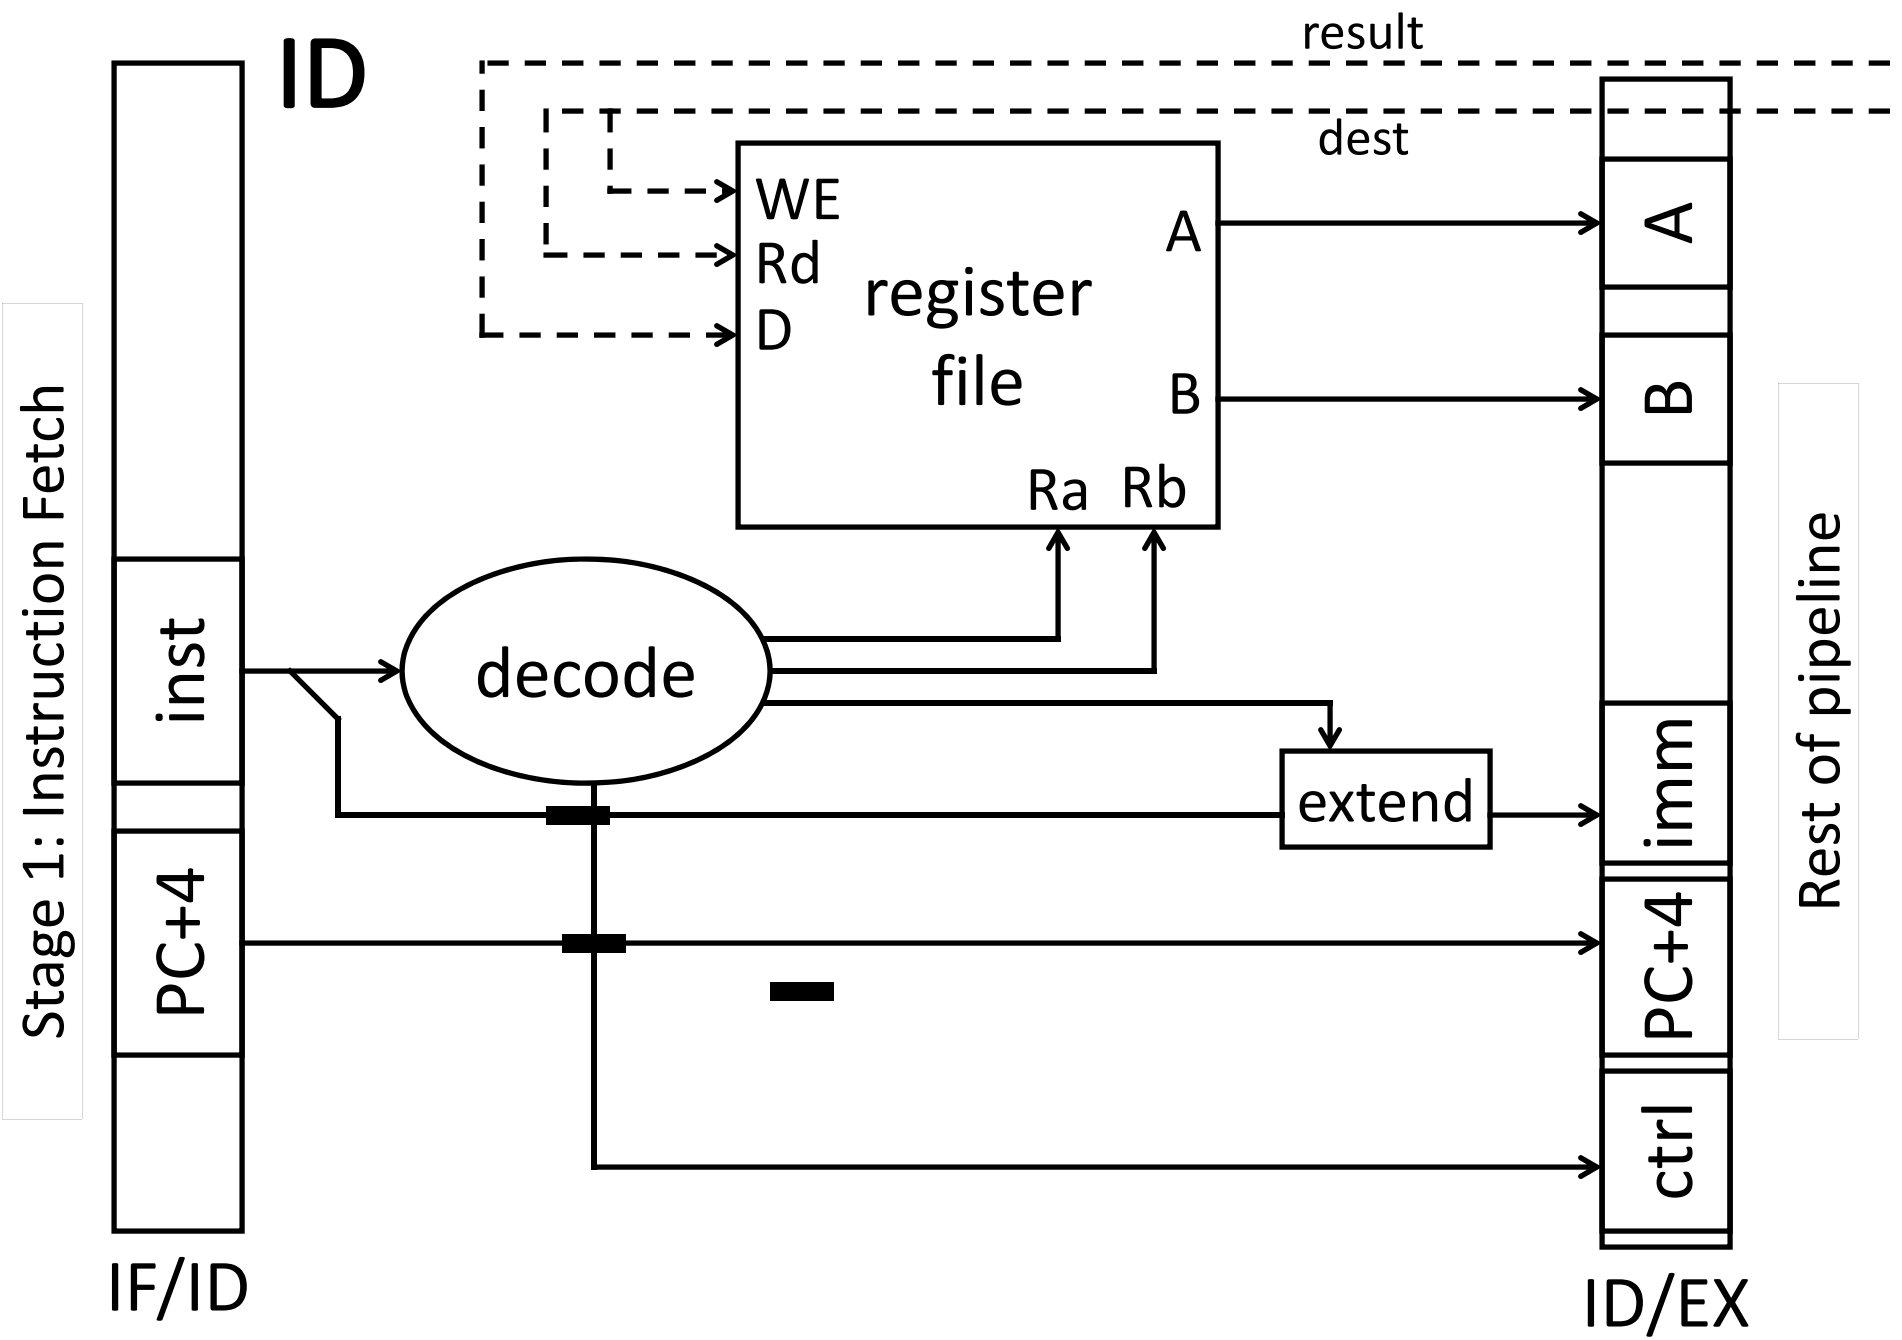 ID
result
dest
WE
Rd
D
A
register
file
B
Ra Rb
A
B
Stage 1: Instruction Fetch
inst
decode
extend
imm
PC+4
PC+4
ctrl
Rest of pipeline
IF/ID
ID/EX